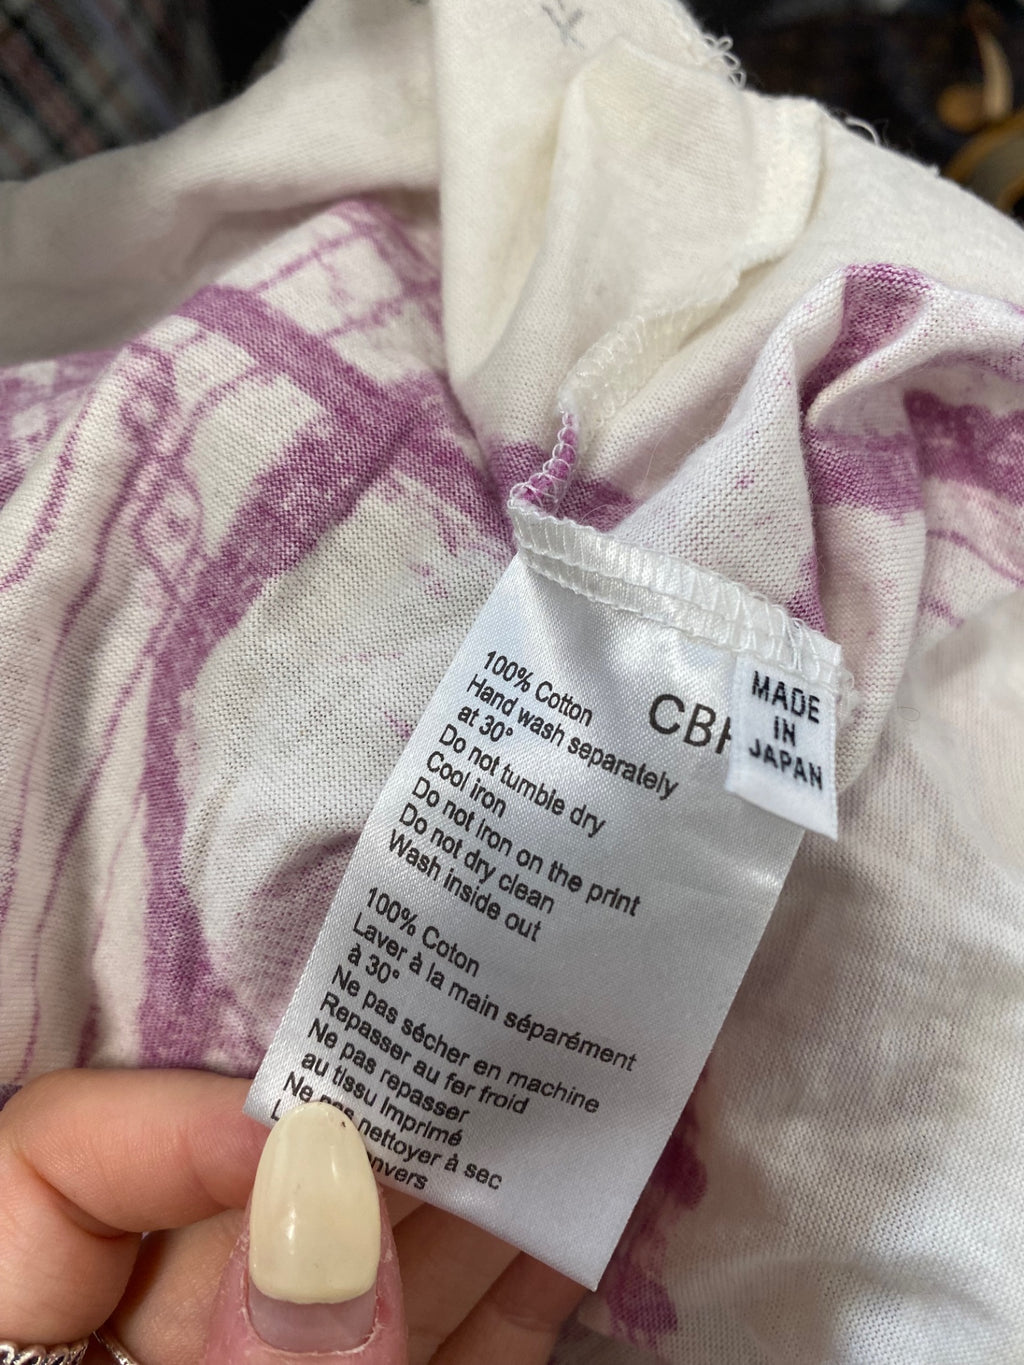 100% Cotton
Hand wash separately
at 30°
Do not tumble dry
Cool iron
Do not iron on the print
Do not dry clean
Wash inside out
100% Coton
Laver à la main séparément
à 30°
Ne pas sécher en machine
Repasser au fer froid
Ne pas repasser
au tissu Imprimé
Ne pas nettoyer à sec
MADE
IN
JAPAN